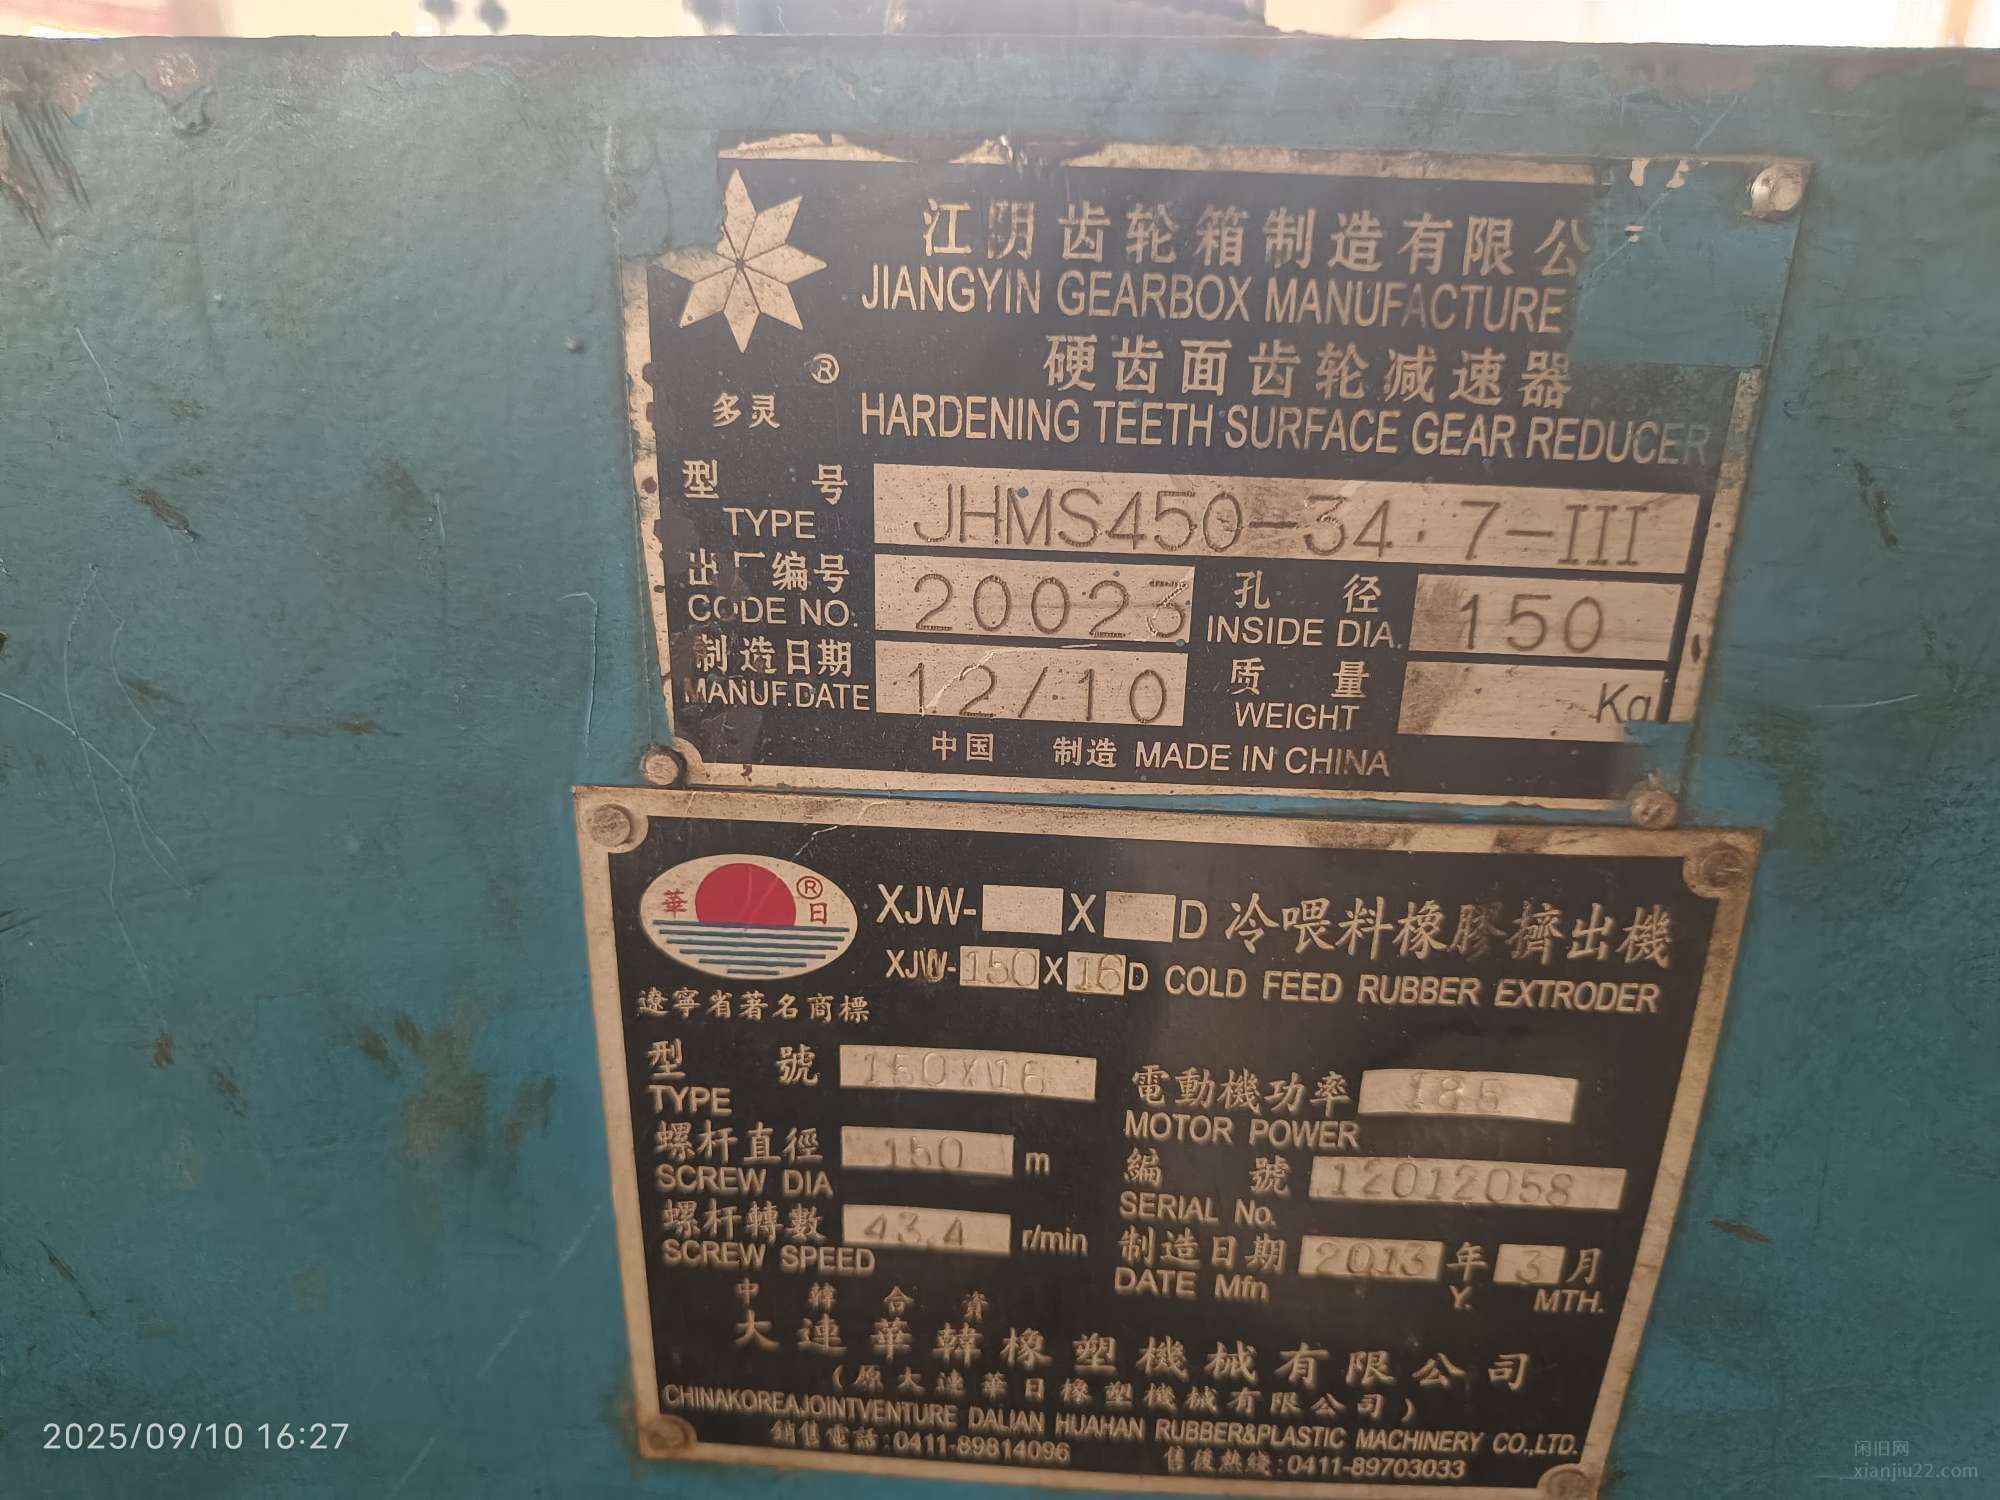 江阴齿轮箱制造有限公
JIANGYIN GEARBOX MANUFACTURE
硬齿面齿轮减速器
HARDENING TEETH SURFACE GEAR REDUCER
®
多灵
型号 JHMS450-34.7-III
TYPE
出厂编号 20023 孔径 150
CODE NO. INSIDE DIA.
制造日期 12/10 质量 Kg
MANUF.DATE WEIGHT
中国 制造 MADE IN CHINA
華日®
遼寧省著名商標
XJW- X D 冷喂料橡膠擠出機
XJW-150X16D COLD FEED RUBBER EXTRODER
型號 150X16 電動機功率 185
TYPE MOTOR POWER
螺杆直徑 150 m 編號 12012058
SCREW DIA SERIAL No.
螺杆轉數 43.4 r/min 制造日期 2013年3月
SCREW SPEED DATE Mfn Y. MTH.
中韓合資
大連華韓橡塑機械有限公司
(原大連華日橡塑機械有限公司)
CHINAKOREAJOINTVENTURE DALIAN HUAHAN RUBBER&PLASTIC MACHINERY CO.,LTD.
銷售電話:0411-89814096 售後熱綫:0411-89703033
2025/09/10 16:27
闲旧网
xianjiu22.com